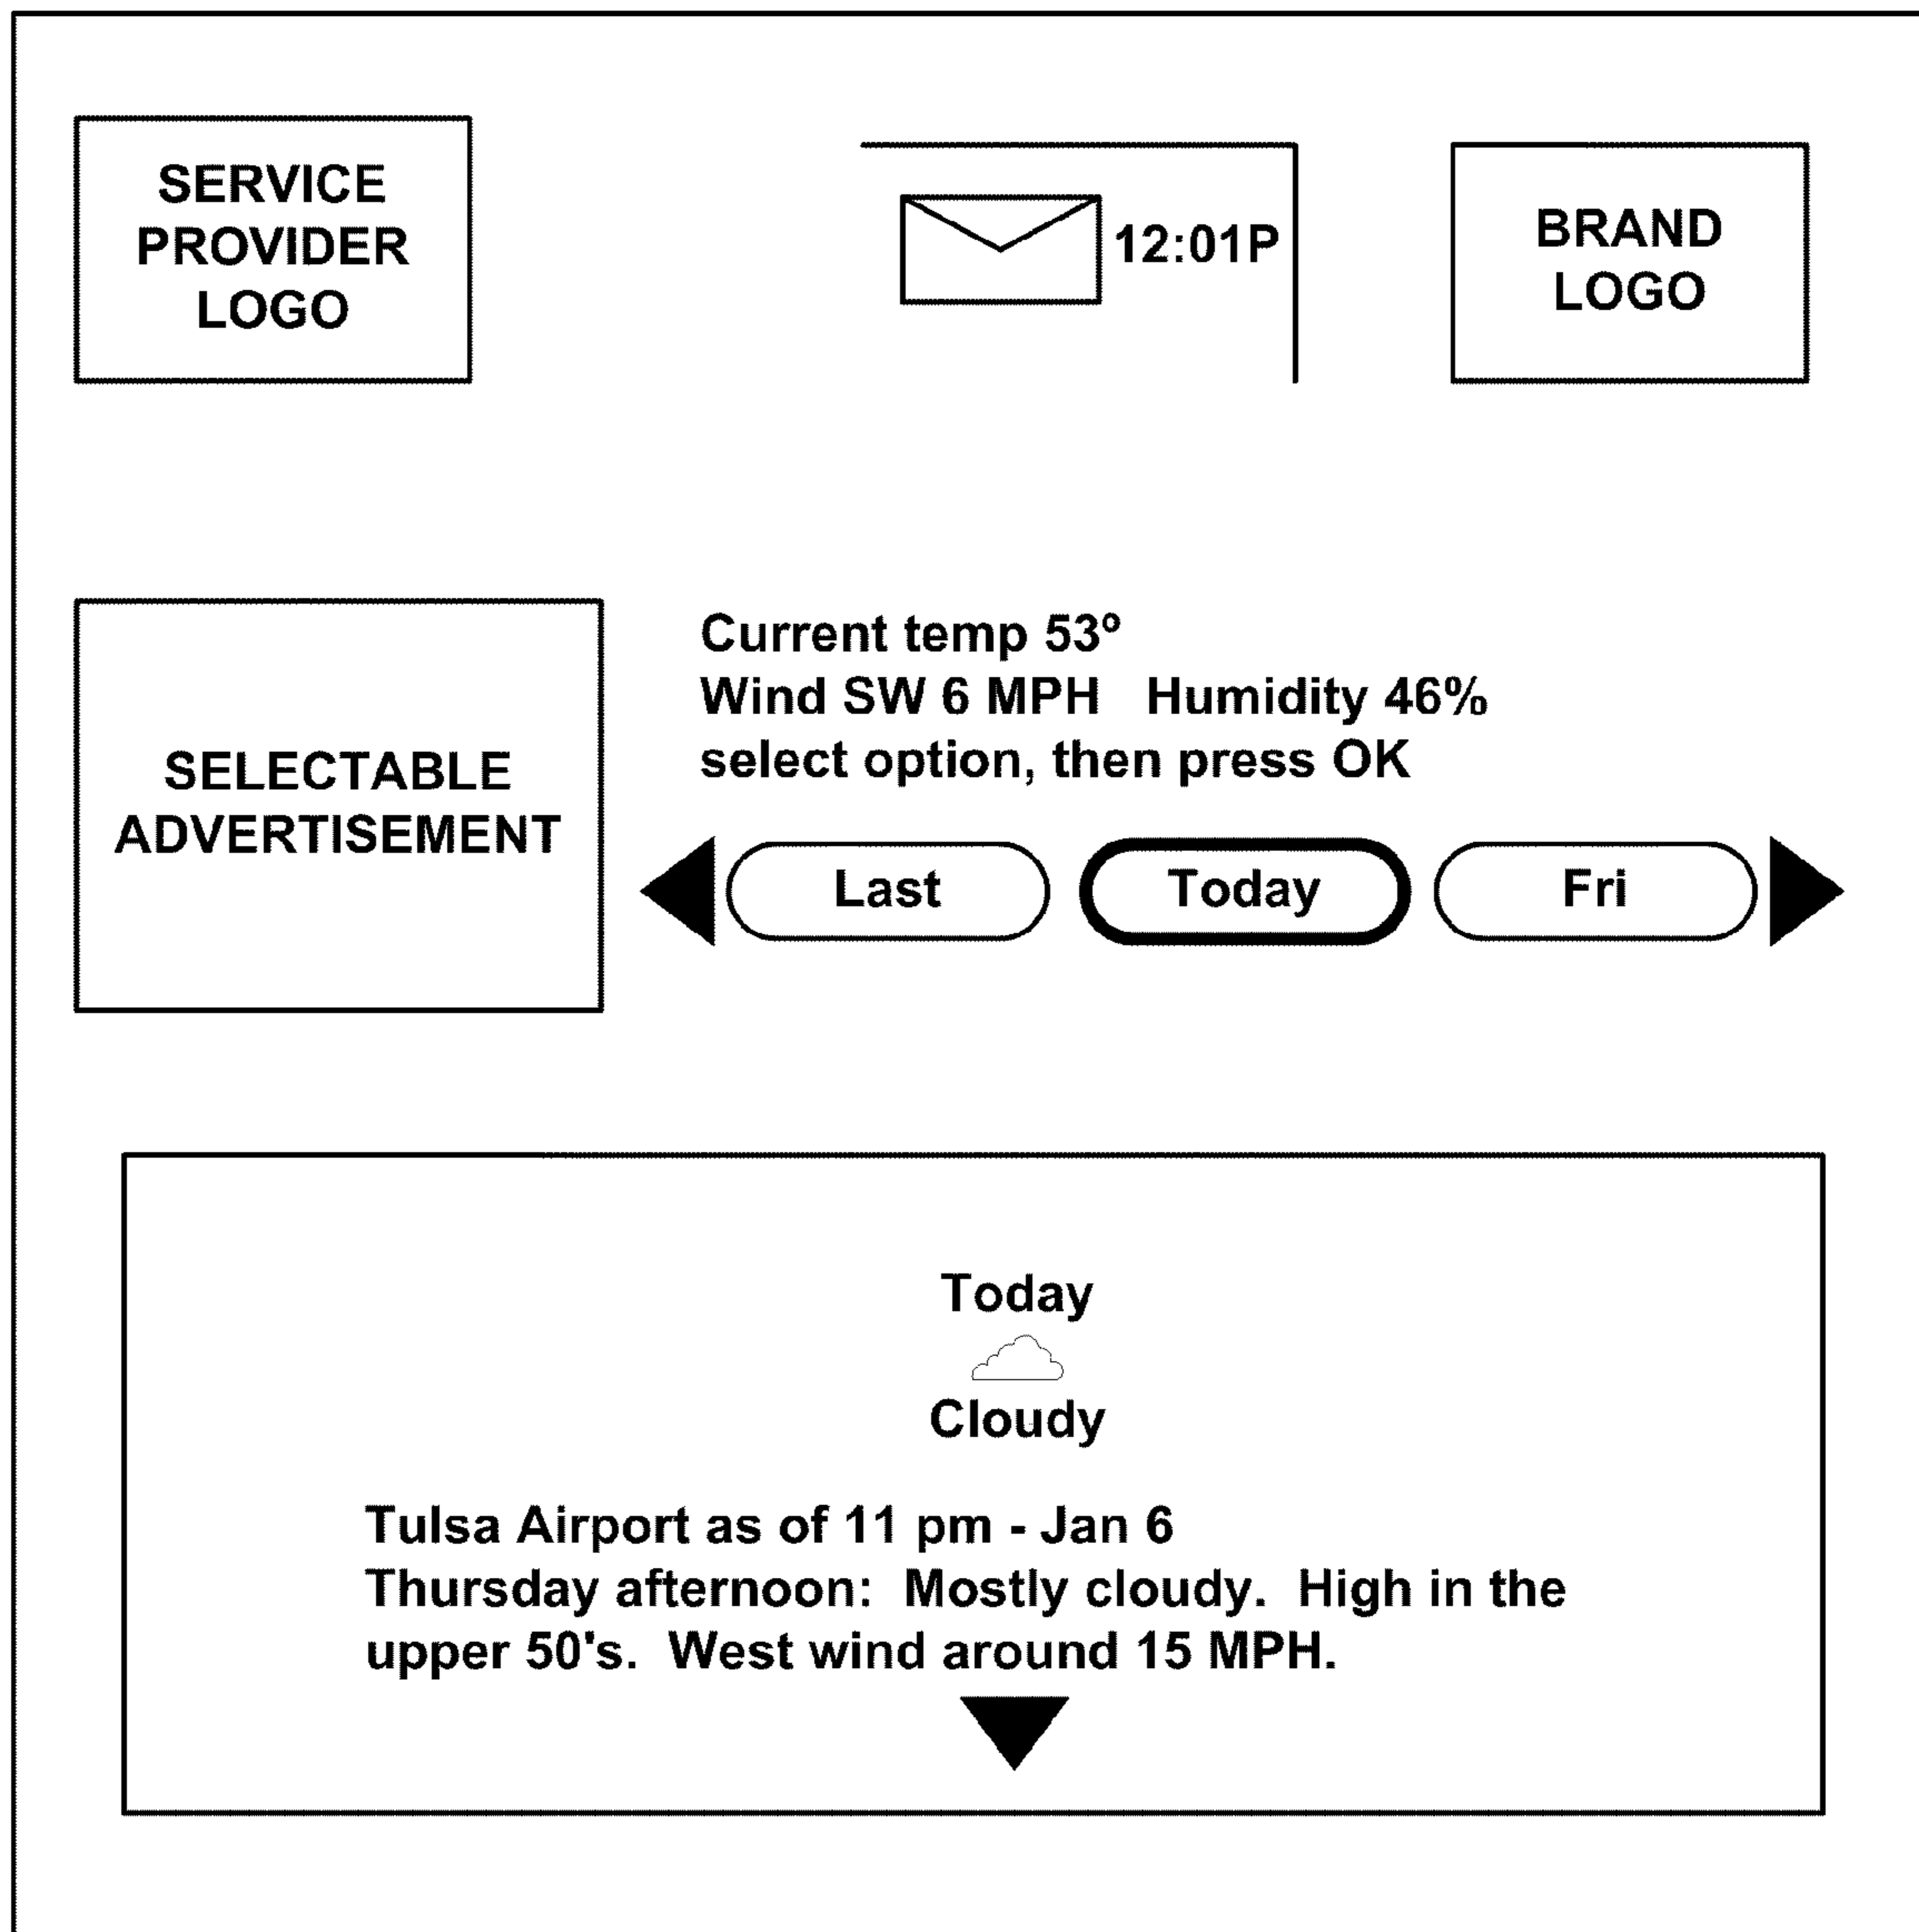 SERVICE
PROVIDER
LOGO
12:01P
BRAND
LOGO
SELECTABLE
ADVERTISEMENT
Current temp 53º
Wind SW 6 MPH   Humidity 46%
select option, then press OK
Last
Today
Fri
Today
Cloudy
Tulsa Airport as of 11 pm - Jan 6
Thursday afternoon:  Mostly cloudy.  High in the
upper 50's.  West wind around 15 MPH.